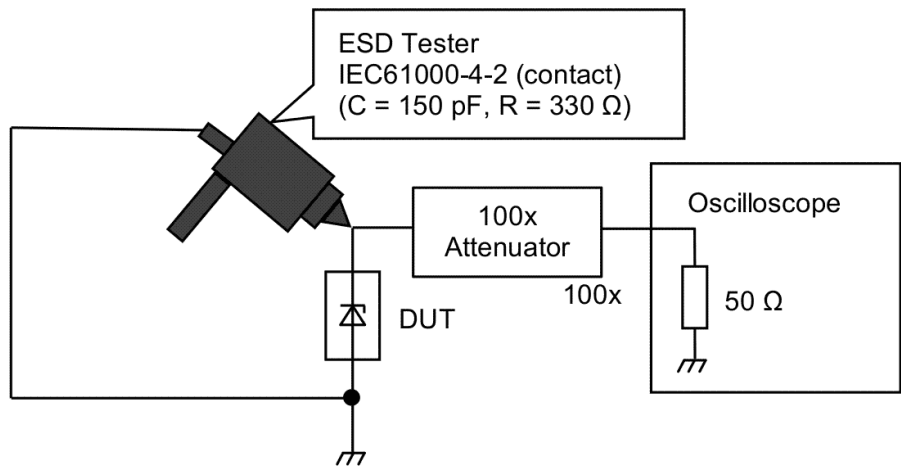 ESD Tester
IEC61000-4-2 (contact)
(C = 150 pF, R = 330 Ω)
100x
Attenuator
100x
Oscilloscope
50 Ω
DUT